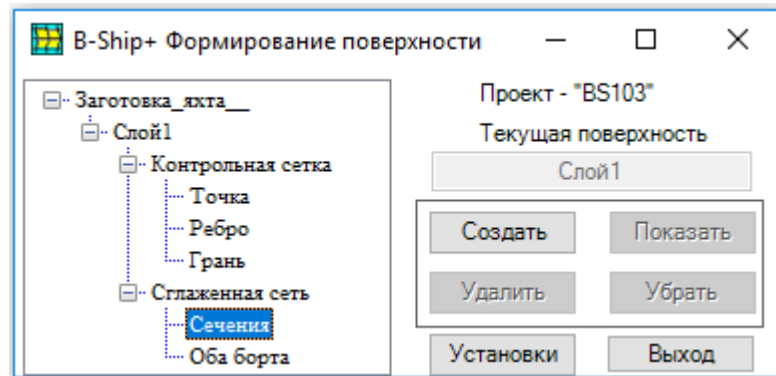 B-Ship+ Формирование поверхности
Заготовка_яхта__
Слой1
Контрольная сетка
Точка
Ребро
Грань
Сглаженная сеть
Сечения
Оба борта
Проект - "BS103"
Текущая поверхность
Слой1
Создать Показать
Удалить Убрать
Установки Выход